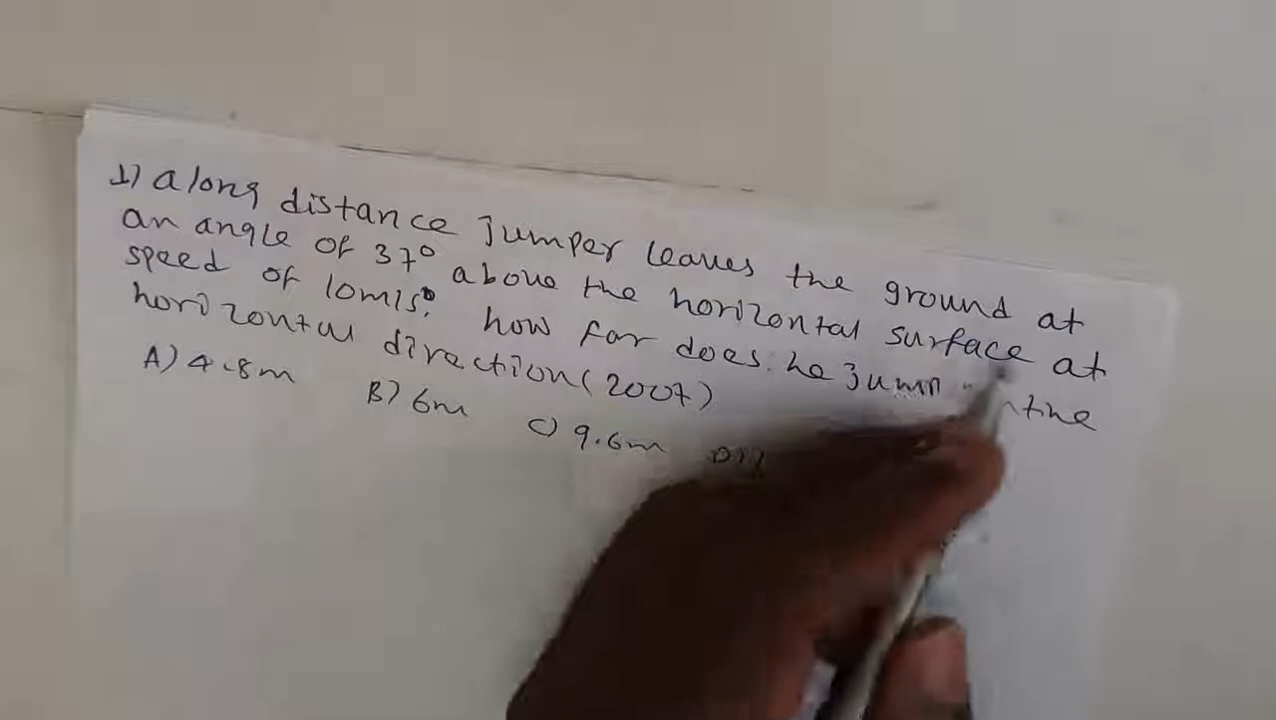 1) a long distance Jumper leaves the ground at
an angle of 37° above the horizontal surface at
speed of 10m/s. how far does he Jump
horizontal direction (2007)
A) 4.8m B) 6m C) 9.6m D)